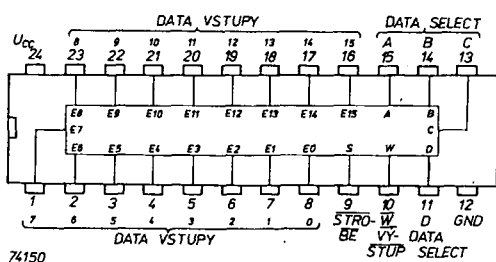 DATA VSTUPY DATA SELECT
UCC 8 9 10 11 12 13 14 15 A B C
24 23 22 21 20 19 18 17 16 15 14 13
E8 E9 E10 E11 E12 E13 E14 E15 A B
E7 C
E6 E5 E4 E3 E2 E1 E0 S W D
1 2 3 4 5 6 7 8 9 10 11 12
7 6 5 4 3 2 1 0 STRO- W D GND
DATA VSTUPY BE VÝ- DATA
STUP SELECT
74150